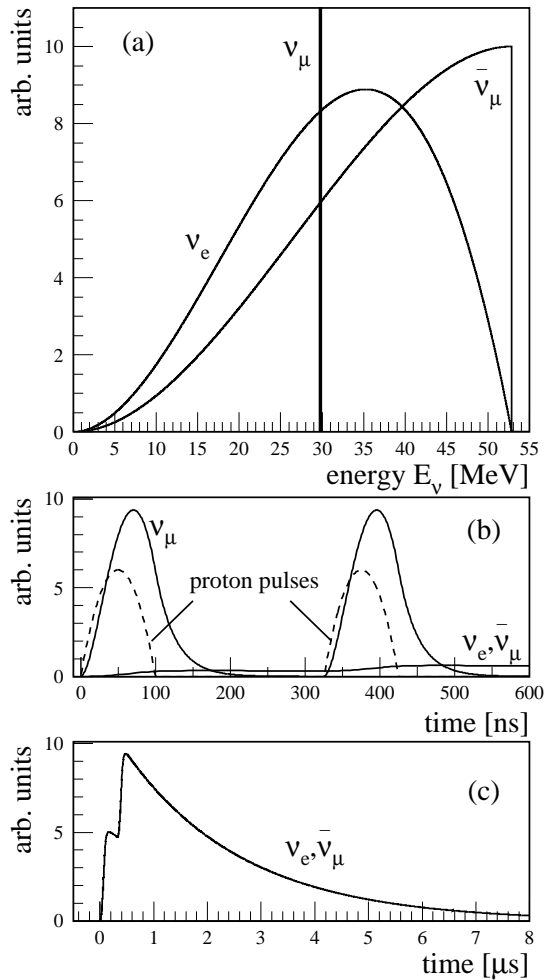 arb. units
10
8
6
4
2
0
(a)
ν_μ
ν̄_μ
ν_e
0 5 10 15 20 25 30 35 40 45 50 55
energy E_ν [MeV]
arb. units
10
5
0
ν_μ
(b)
proton pulses
ν_e,ν̄_μ
0 100 200 300 400 500 600
time [ns]
arb. units
10
5
0
(c)
ν_e,ν̄_μ
0 1 2 3 4 5 6 7 8
time [μs]